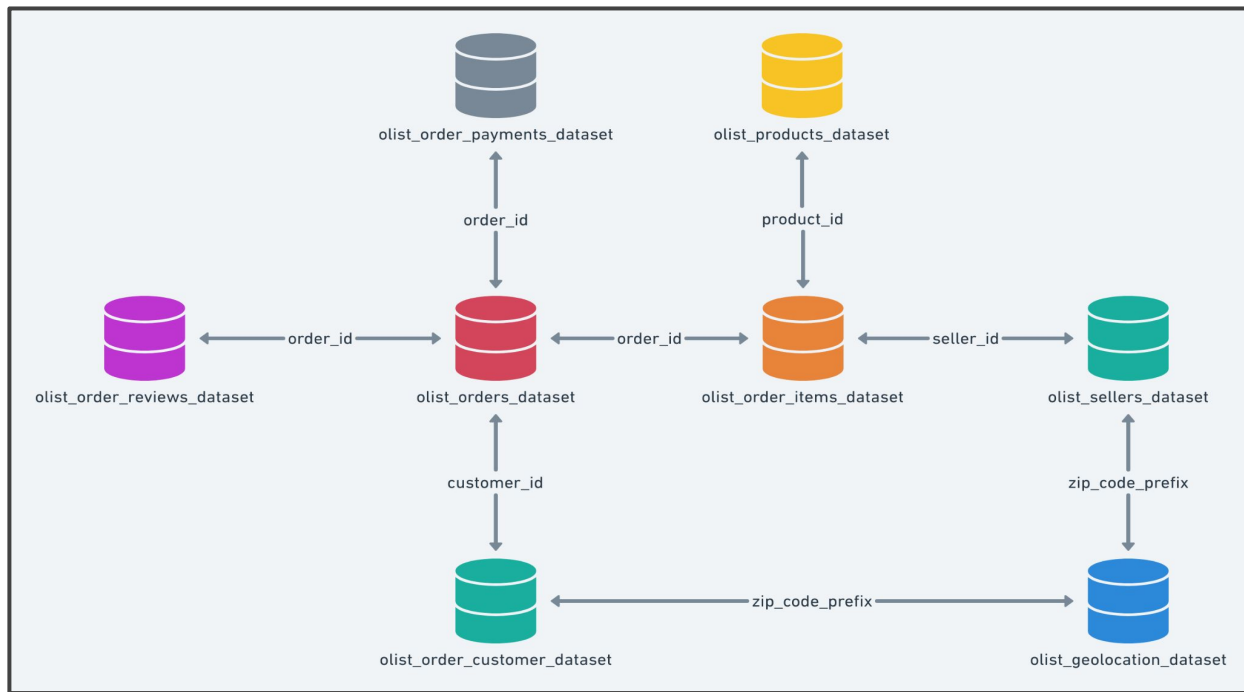 olist_order_payments_dataset
olist_products_dataset
order_id
product_id
order_id
order_id
seller_id
olist_order_reviews_dataset
olist_orders_dataset
olist_order_items_dataset
olist_sellers_dataset
customer_id
zip_code_prefix
zip_code_prefix
olist_order_customer_dataset
olist_geolocation_dataset